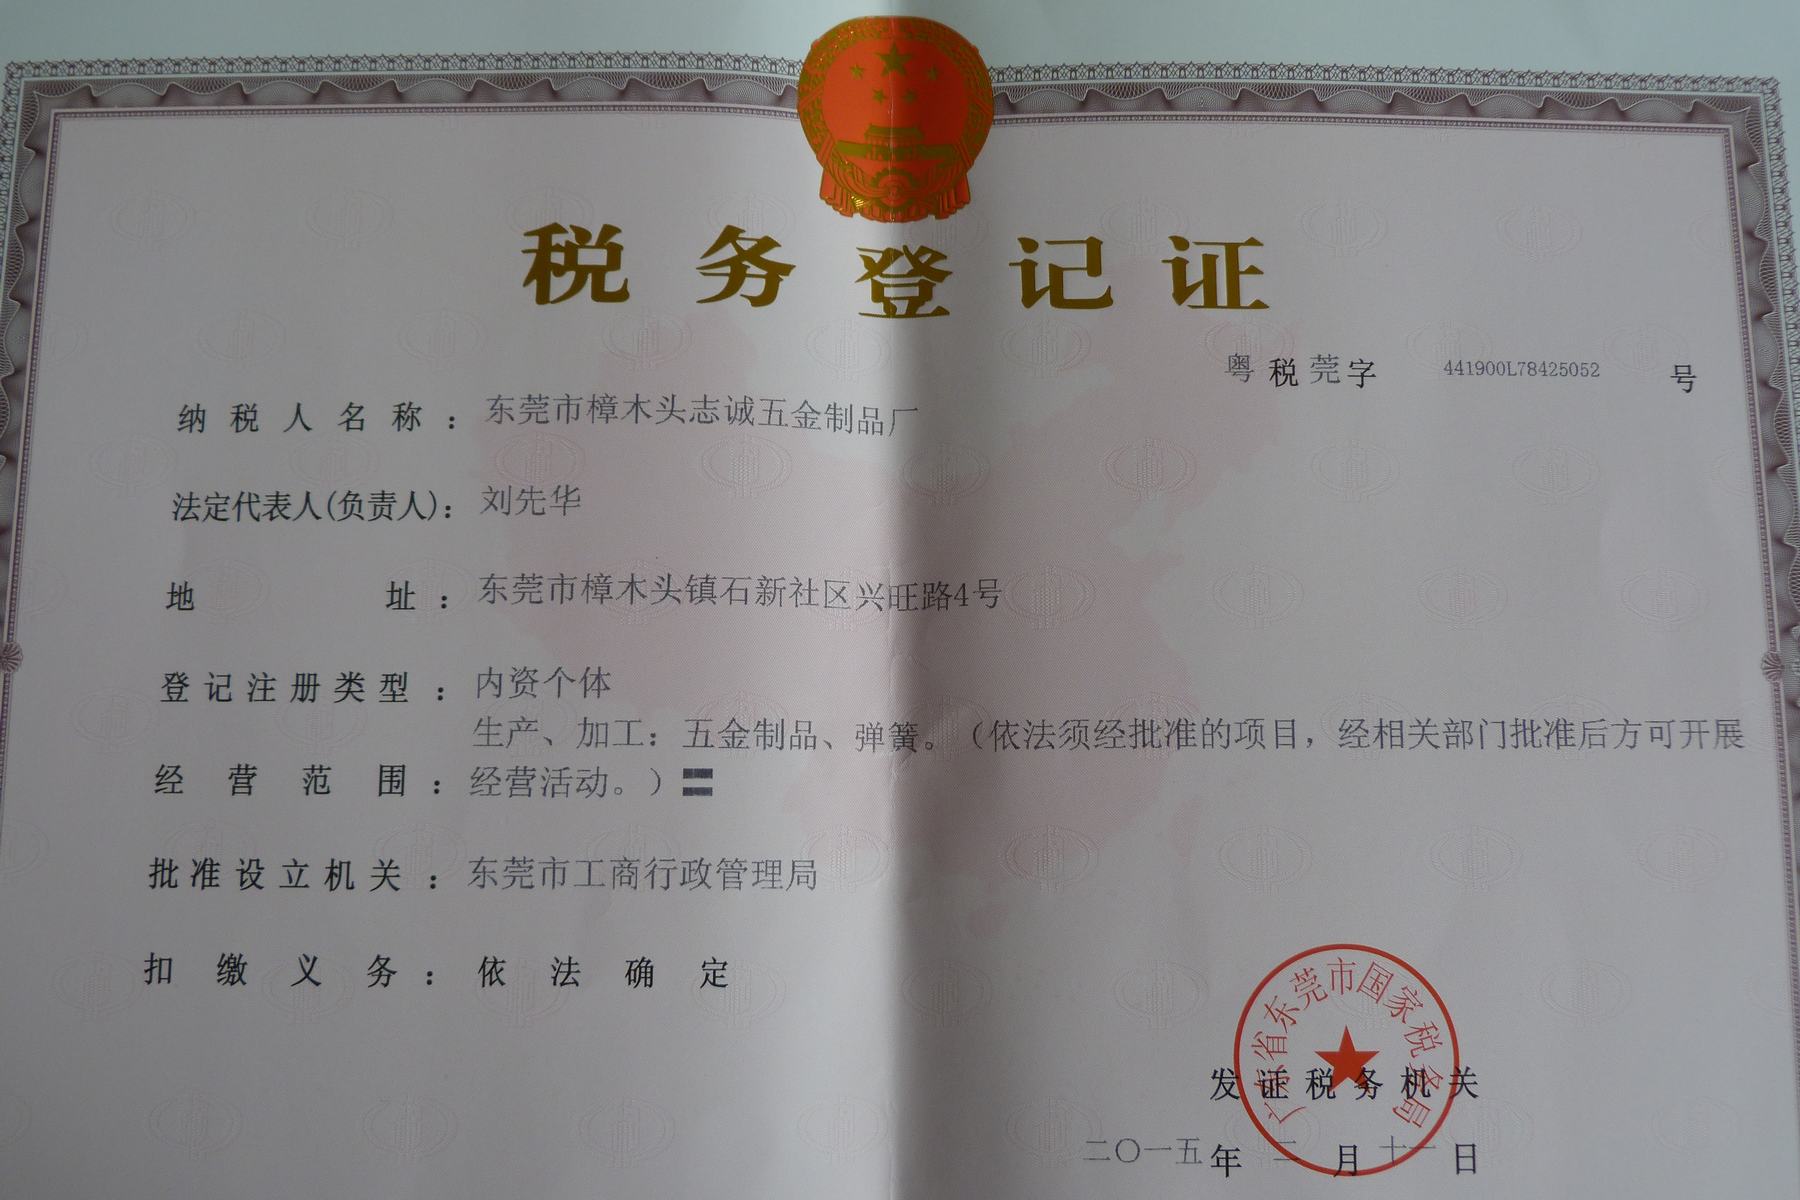 税务登记证
粤税莞字 441900L78425052 号
纳税人名称：东莞市樟木头志诚五金制品厂
法定代表人(负责人)：刘先华
地址：东莞市樟木头镇石新社区兴旺路4号
登记注册类型：内资个体
生产、加工：五金制品、弹簧。（依法须经批准的项目，经相关部门批准后方可开展
经营范围：经营活动。）
批准设立机关：东莞市工商行政管理局
扣缴义务：依法确定
广东省东莞市国家税务局
发证税务机关
二〇一五年二月十一日